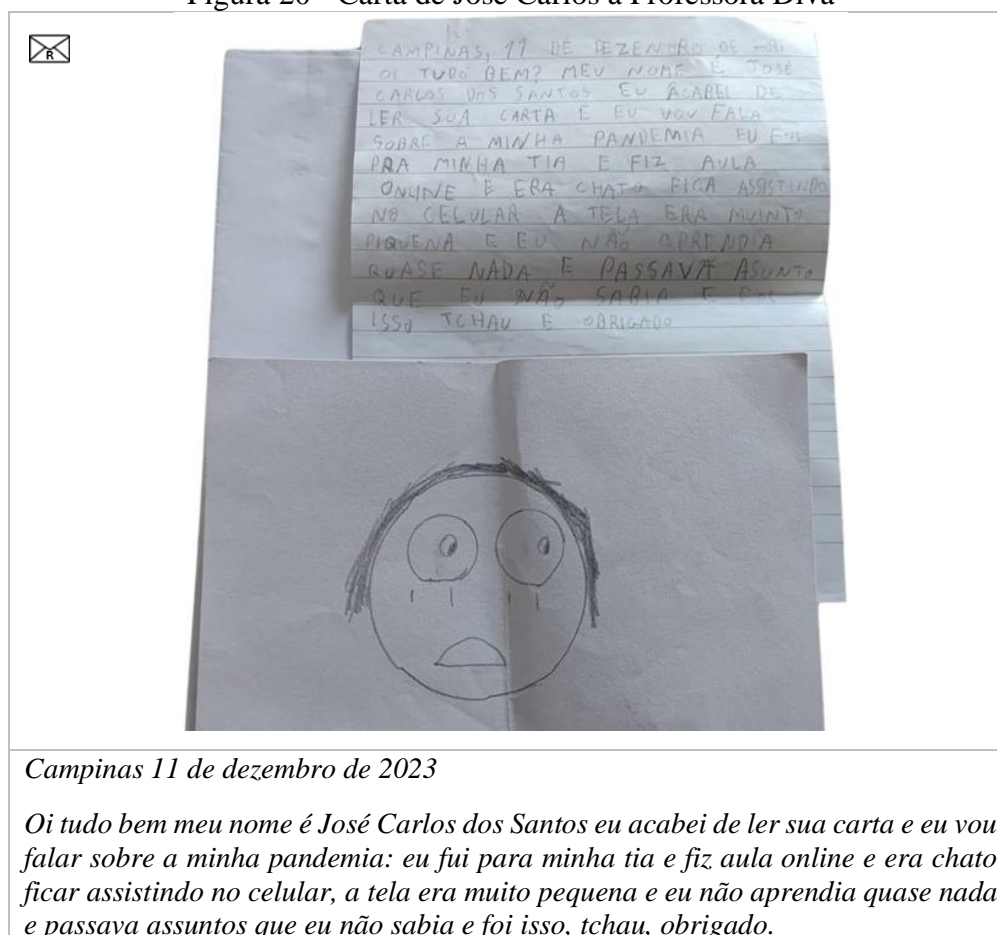 Figura 26 - Carta de José Carlos à Professora Diva
R
CAMPINAS, 11 DE DEZENBRO DE
OI TUDO BEM? MEU NOME É JOSÉ
CARLOS DOS SANTOS EU ACABEI DE
LER SUA CARTA E EU VOU FALA
SOBRE A MINHA PANDEMIA EU FUI
PRA MINHA TIA E FIZ AULA
ONLINE E ERA CHATO FICA ASSISTINDO
NO CELULAR A TELA ERA MUINTO
PIQUENA E EU NÃO APRENDIA
QUASE NADA E PASSAVA ASUNTO
QUE EU NÃO SABIA E FOI
ISSO TCHAU E OBRIGADO
Campinas 11 de dezembro de 2023
Oi tudo bem meu nome é José Carlos dos Santos eu acabei de ler sua carta e eu vou
falar sobre a minha pandemia: eu fui para minha tia e fiz aula online e era chato
ficar assistindo no celular, a tela era muito pequena e eu não aprendia quase nada
e passava assuntos que eu não sabia e foi isso, tchau, obrigado.